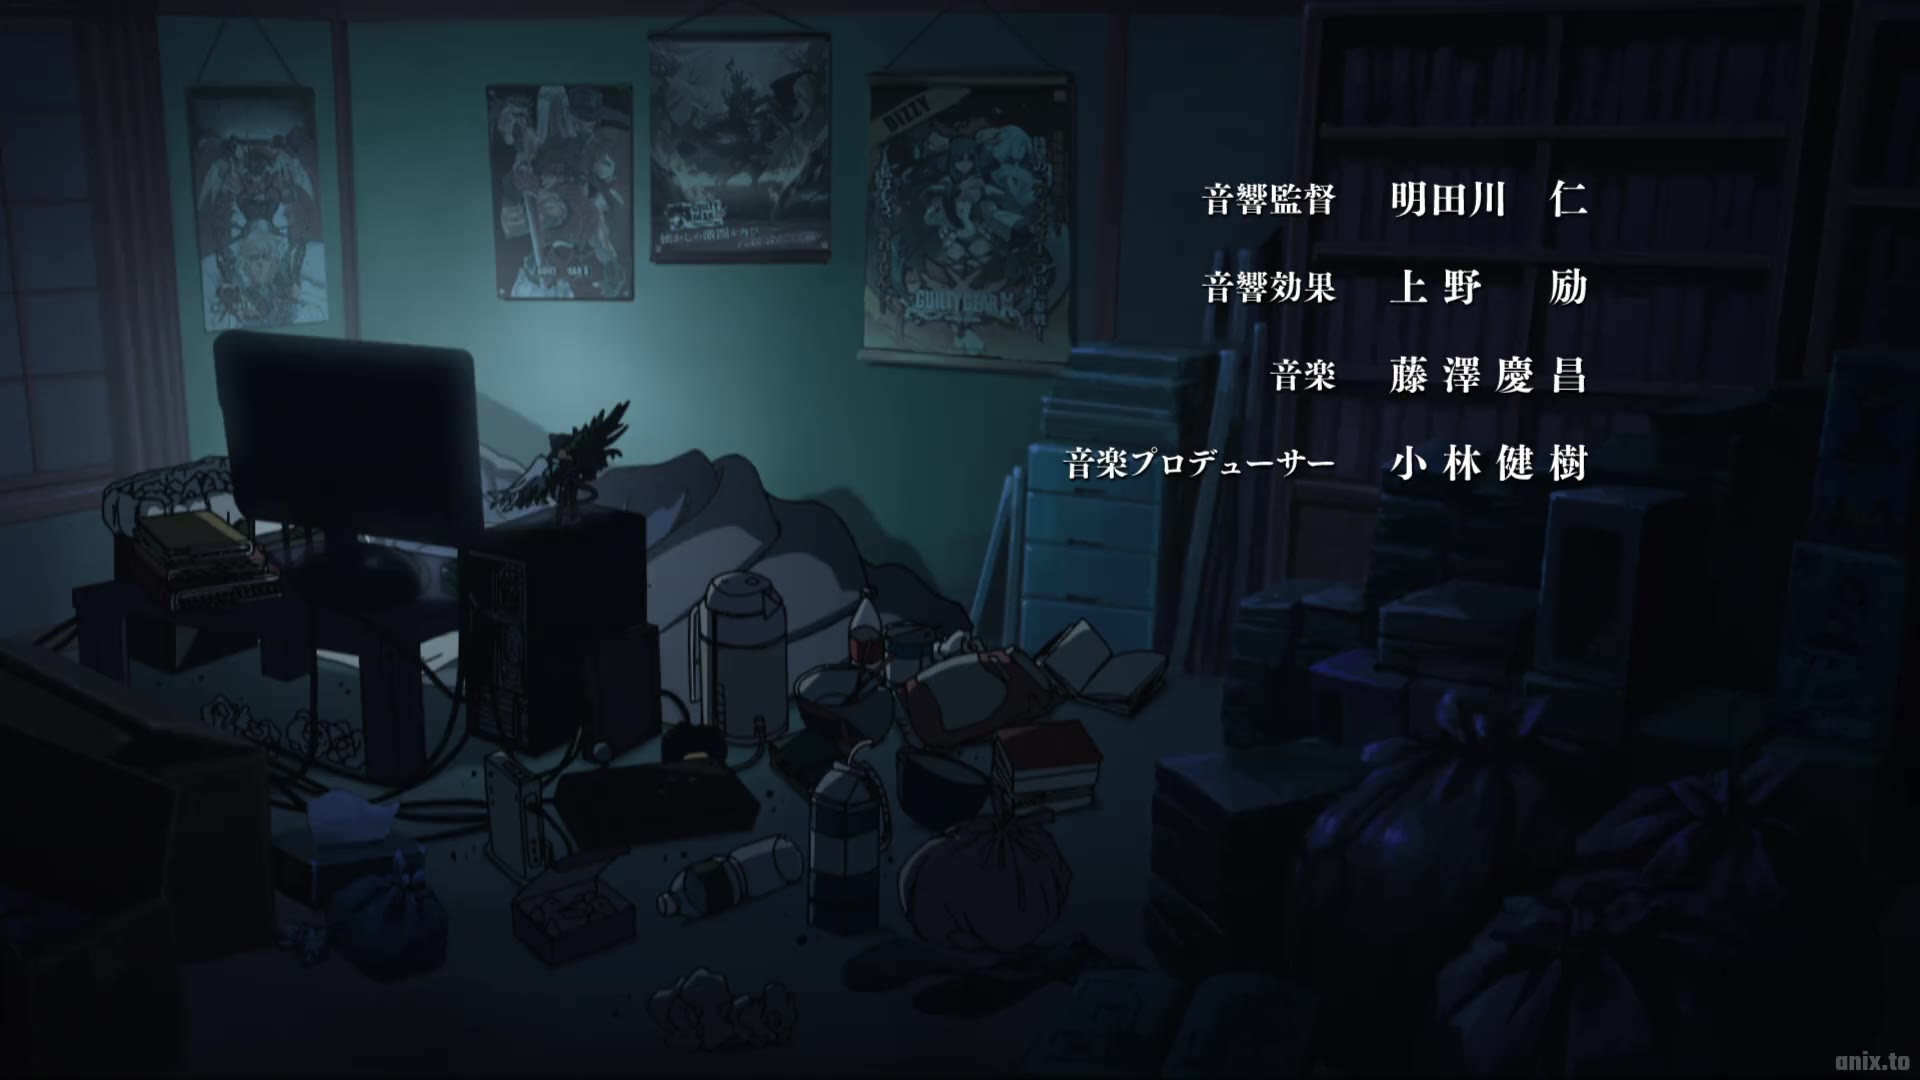 DIZZY
GUILTY GEAR X
音響監督 明田川 仁
音響効果 上野 励
音楽 藤澤慶昌
音楽プロデューサー 小林健樹
anix.to